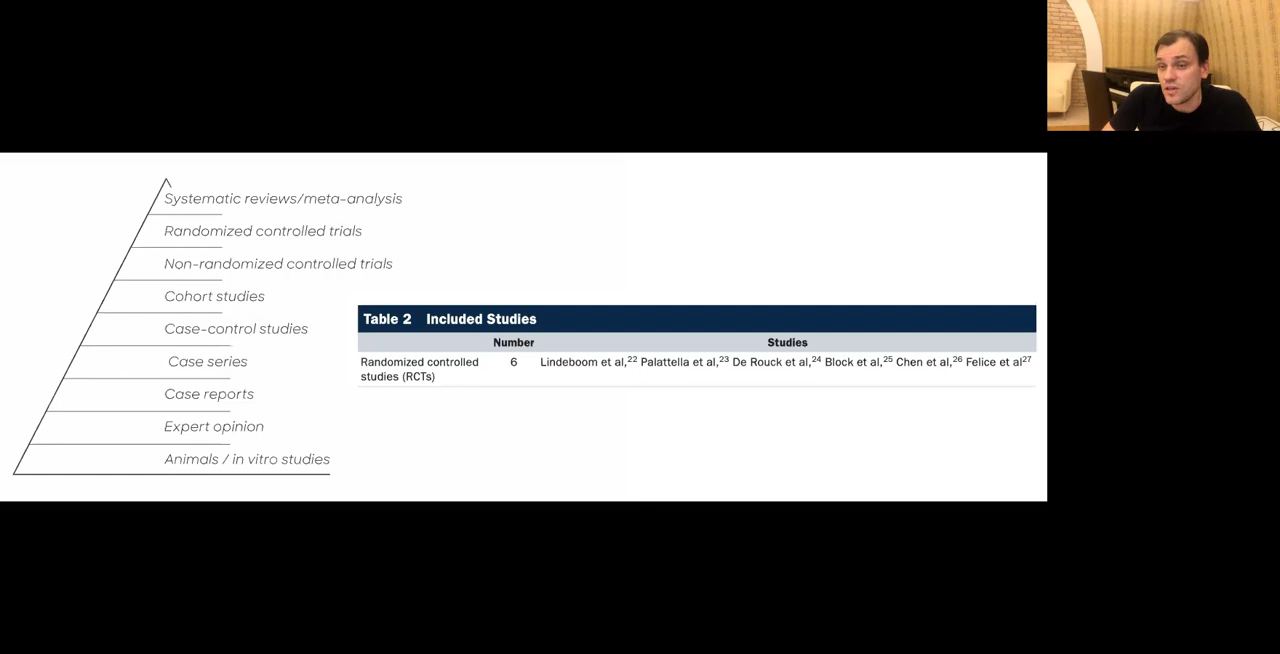 Systematic reviews/meta-analysis
Randomized controlled trials
Non-randomized controlled trials
Cohort studies
Case-control studies
Case series
Case reports
Expert opinion
Animals / in vitro studies
Table 2 Included Studies
Number Studies
Randomized controlled 6 Lindeboom et al,22 Palattella et al,23 De Rouck et al,24 Block et al,25 Chen et al,26 Felice et al27
studies (RCTs)